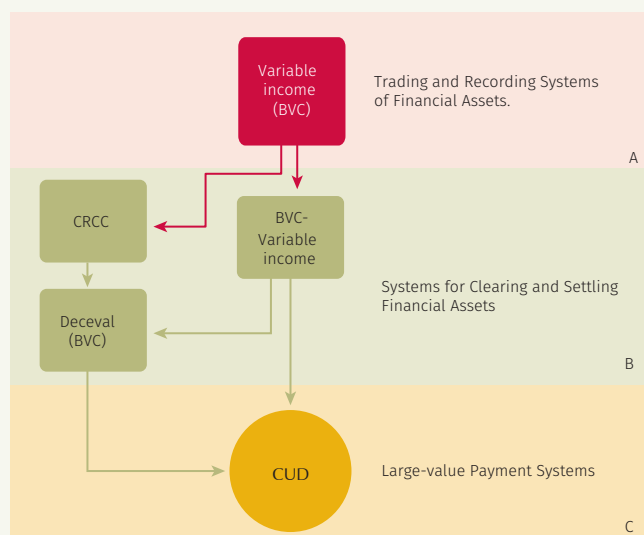 Variable
income
(BVC)
Trading and Recording Systems
of Financial Assets.
A
CRCC
BVC-
Variable
income
Deceval
(BVC)
Systems for Clearing and Settling
Financial Assets
B
CUD
Large-value Payment Systems
C